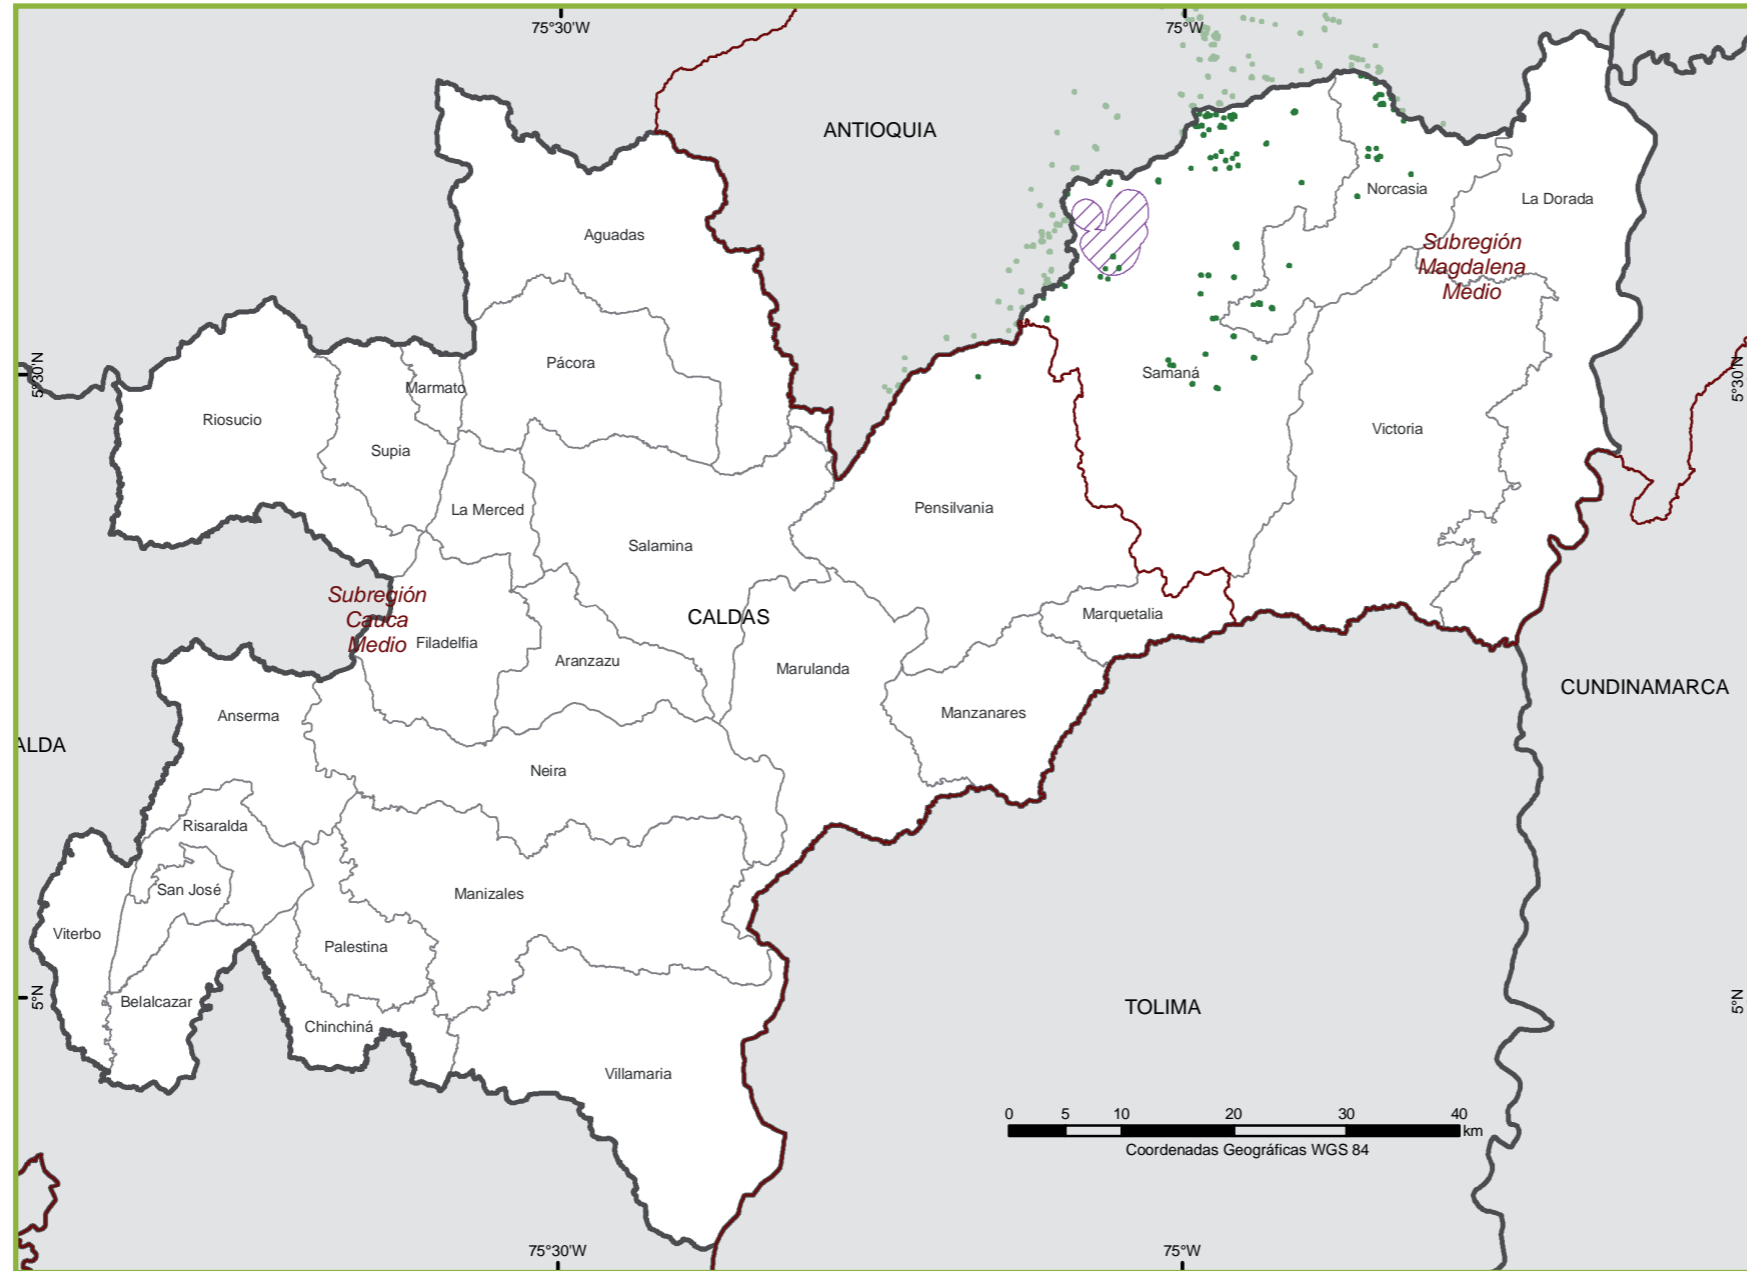 75°30'W
75°W
ANTIOQUIA
Norcasia
La Dorada
Aguadas
Subregión
Magdalena
Medio
Pácora
Marmato
Samaná
5°30'N
5°30'N
Riosucio
Supia
Victoria
La Merced
Pensilvania
Salamina
Subregión
Cauca
Medio
CALDAS
Marquetalia
Filadelfia
Aranzazu
Marulanda
CUNDINAMARCA
Anserma
Manzanares
ALDA
Neira
Risaralda
San José
Manizales
Viterbo
Palestina
Belalcazar
5°N
5°N
TOLIMA
Chinchiná
Villamaria
0 5 10 20 30 40
km
Coordenadas Geográficas WGS 84
75°30'W
75°W